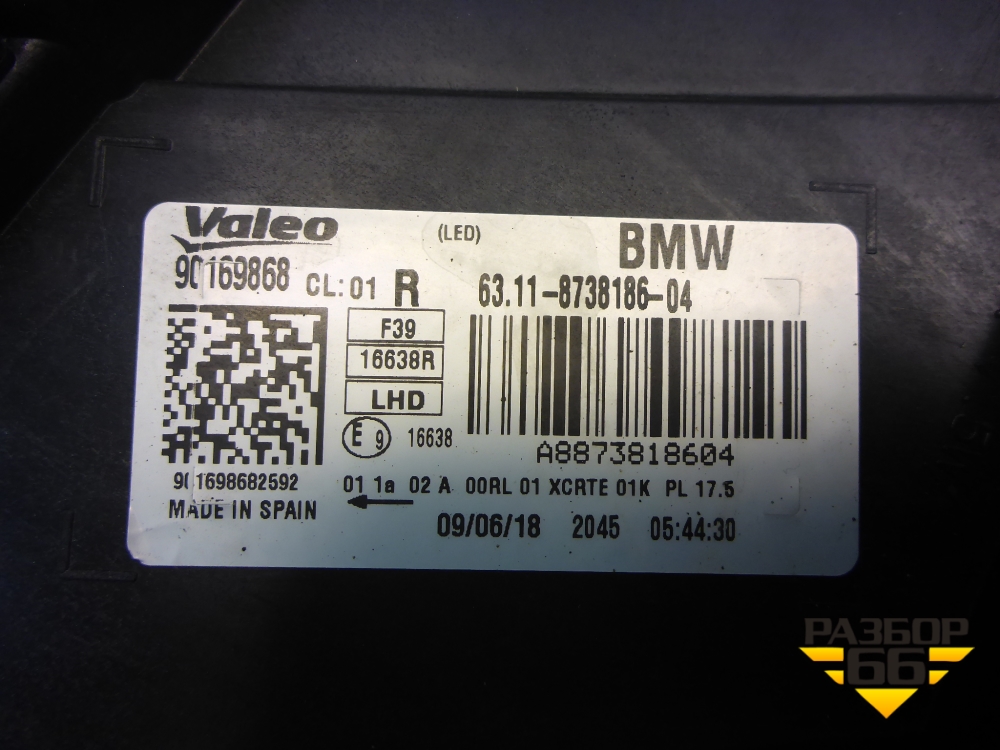 Valeo
(LED)
BMW
90169868 CL:01 R
63.11-8738186-04
F39
16638R
LHD
E 9 16638
A8873818604
901698682592
01 1a 02 A 00RL 01 XCRTE 01K PL 17.5
MADE IN SPAIN
09/06/18 2045 05:44:30
РАЗБОР
66